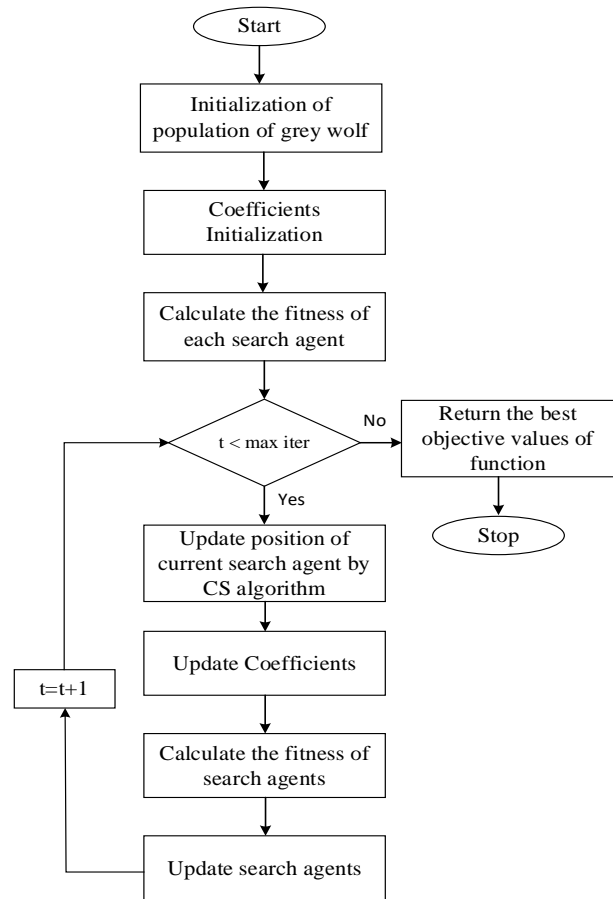 Start
Initialization of
population of grey wolf
Coefficients
Initialization
Calculate the fitness of
each search agent
t < max iter
No
Return the best
objective values of
function
Stop
Yes
Update position of
current search agent by
CS algorithm
Update Coefficients
t=t+1
Calculate the fitness of
search agents
Update search agents